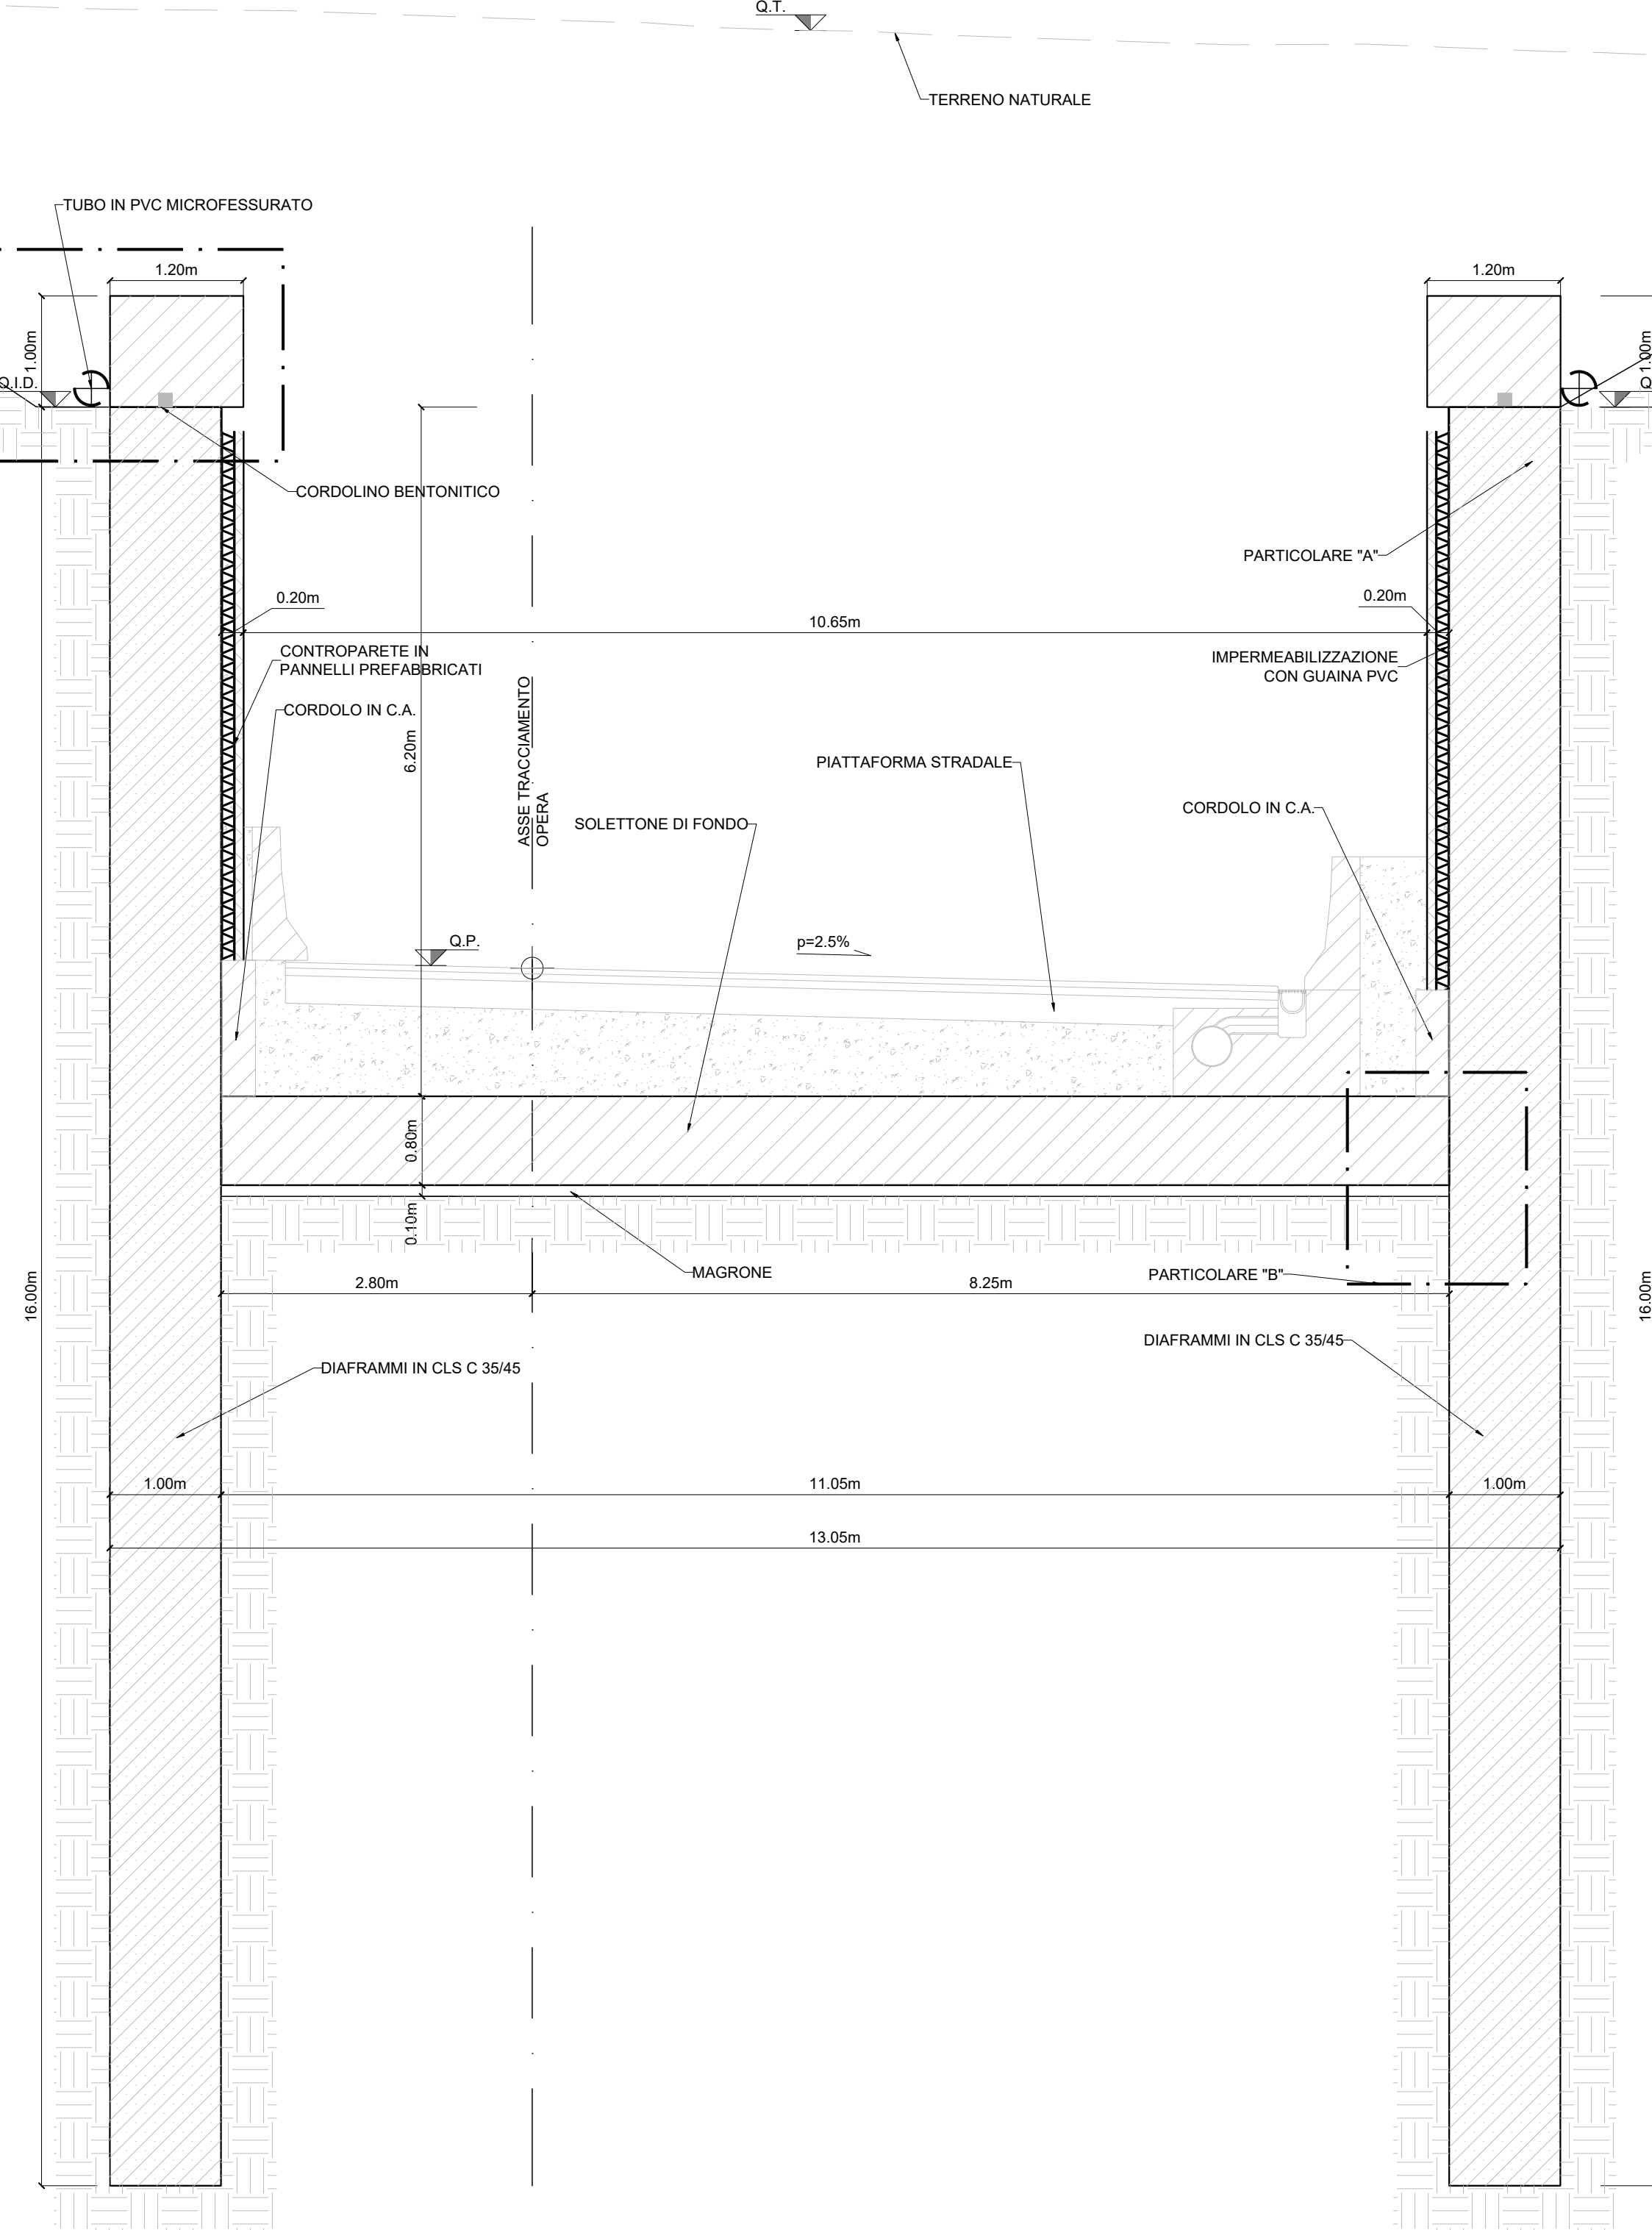 Q.T.
TERRENO NATURALE
TUBO IN PVC MICROFESSURATO
1.20m
1.20m
1.00m
1.00m
Q.I.D.
Q
CORDOLINO BENTONITICO
PARTICOLARE "A"
0.20m
0.20m
10.65m
CONTROPARETE IN
PANNELLI PREFABBRICATI
IMPERMEABILIZZAZIONE
CON GUAINA PVC
CORDOLO IN C.A.
6.20m
ASSE TRACCIAMENTO
OPERA
PIATTAFORMA STRADALE
CORDOLO IN C.A.
SOLETTONE DI FONDO
Q.P.
p=2.5%
0.80m
0.10m
MAGRONE
PARTICOLARE "B"
2.80m
8.25m
16.00m
16.00m
DIAFRAMMI IN CLS C 35/45
DIAFRAMMI IN CLS C 35/45
1.00m
11.05m
1.00m
13.05m